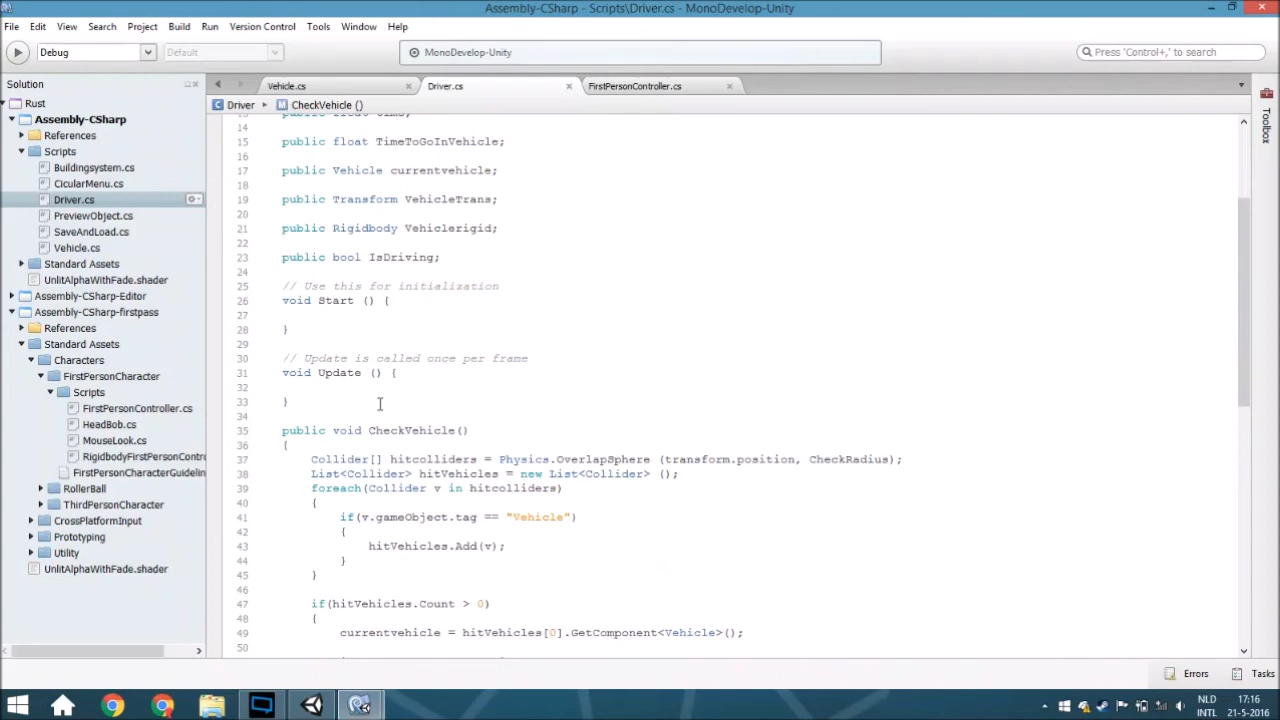 Assembly-CSharp - Scripts\Driver.cs - MonoDevelop-Unity
File Edit View Search Project Build Run Version Control Tools Window Help
Debug Default MonoDevelop-Unity Press 'Control+,' to search
Solution
Vehicle.cs Driver.cs FirstPersonController.cs
Driver CheckVehicle ()
Toolbox
Rust
Assembly-CSharp
References
Scripts
Buildingsystem.cs
CicularMenu.cs
Driver.cs
PreviewObject.cs
SaveAndLoad.cs
Vehicle.cs
Standard Assets
UnlitAlphaWithFade.shader
Assembly-CSharp-Editor
Assembly-CSharp-firstpass
References
Standard Assets
Characters
FirstPersonCharacter
Scripts
FirstPersonController.cs
HeadBob.cs
MouseLook.cs
RigidbodyFirstPersonContr
FirstPersonCharacterGuidelin
RollerBall
ThirdPersonCharacter
CrossPlatformInput
Prototyping
Utility
UnlitAlphaWithFade.shader
14
15 public float TimeToGoInVehicle;
16
17 public Vehicle currentvehicle;
18
19 public Transform VehicleTrans;
20
21 public Rigidbody Vehiclerigid;
22
23 public bool IsDriving;
24
25 // Use this for initialization
26 void Start () {
27
28 }
29
30 // Update is called once per frame
31 void Update () {
32
33 }
34
35 public void CheckVehicle()
36 {
37 Collider[] hitcolliders = Physics.OverlapSphere (transform.position, CheckRadius);
38 List<Collider> hitVehicles = new List<Collider> ();
39 foreach(Collider v in hitcolliders)
40 {
41 if(v.gameObject.tag == "Vehicle")
42 {
43 hitVehicles.Add(v);
44 }
45 }
46
47 if(hitVehicles.Count > 0)
48 {
49 currentvehicle = hitVehicles[0].GetComponent<Vehicle>();
50
Errors Tasks
NLD 17:16
INTL 21-5-2016